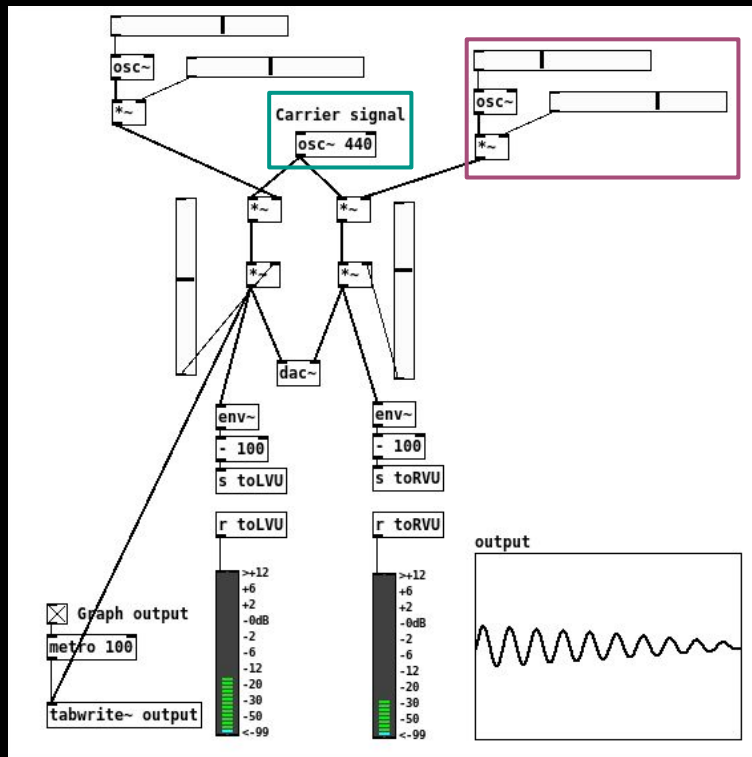 osc~
*~
Carrier signal
osc~ 440
osc~
*~
*~
*~
*~
*~
dac~
env~
- 100
s toLVU
env~
- 100
s toRVU
r toLVU
r toRVU
>+12
+6
+2
-0dB
-2
-6
-12
-20
-30
-50
<-99
>+12
+6
+2
-0dB
-2
-6
-12
-20
-30
-50
<-99
output
Graph output
metro 100
tabwrite~ output